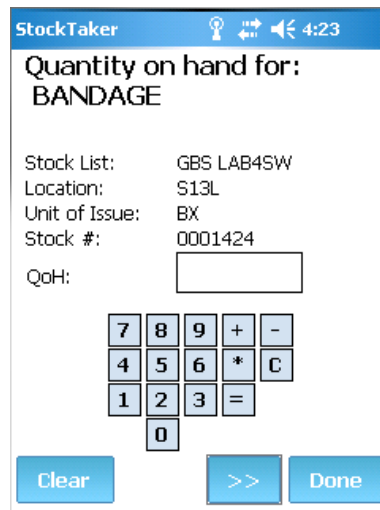 StockTaker 4:23
Quantity on hand for:
BANDAGE
Stock List: GBS LAB4SW
Location: S13L
Unit of Issue: BX
Stock #: 0001424
QoH:
7 8 9 + -
4 5 6 * C
1 2 3 =
0
Clear >> Done